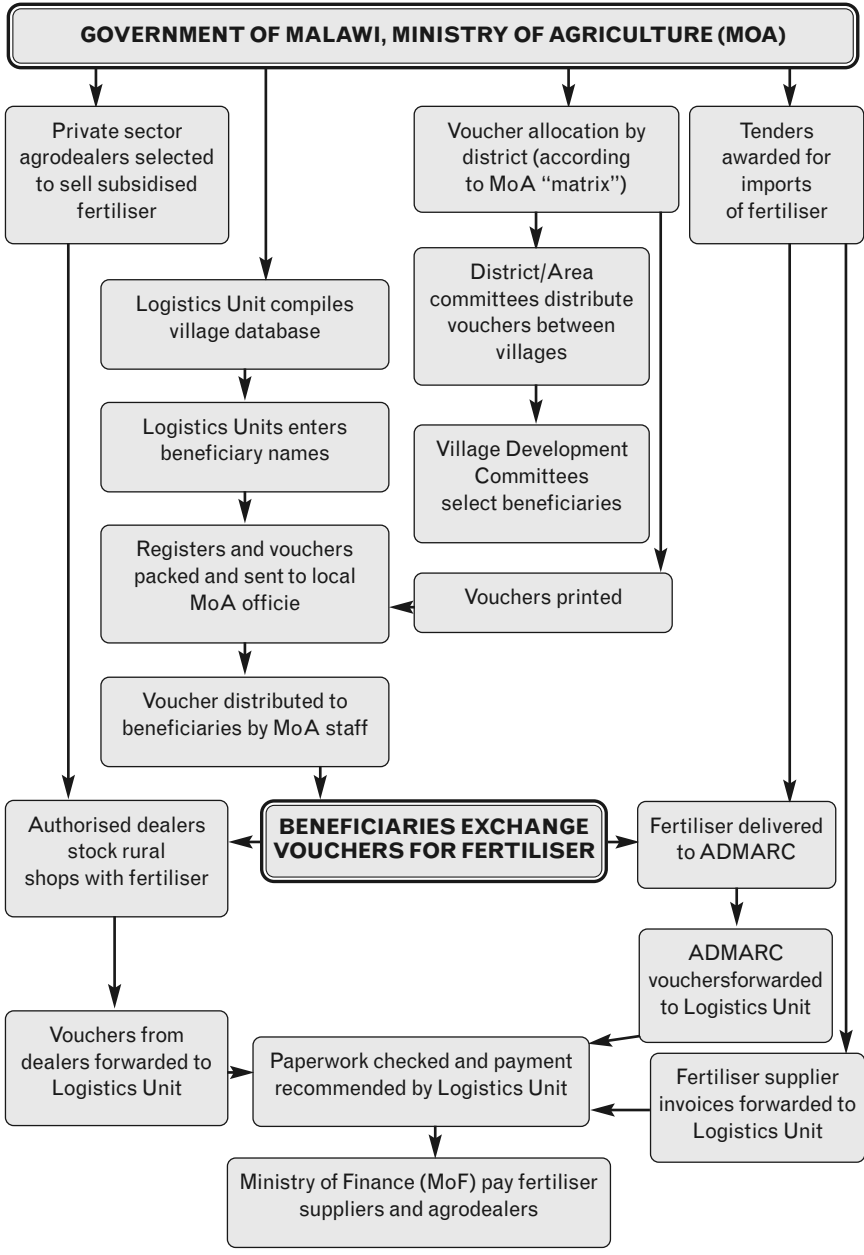 GOVERNMENT OF MALAWI, MINISTRY OF AGRICULTURE (MOA)
Private sector
agrodealers selected
to sell subsidised
fertiliser
Voucher allocation by
district (according
to MoA “matrix”)
Tenders
awarded for
imports
of fertiliser
Logistics Unit compiles
village database
District/Area
committees distribute
vouchers between
villages
Logistics Units enters
beneficiary names
Village Development
Committees
select beneficiaries
Registers and vouchers
packed and sent to local
MoA officie
Vouchers printed
Voucher distributed to
beneficiaries by MoA staff
Authorised dealers
stock rural
shops with fertiliser
BENEFICIARIES EXCHANGE
VOUCHERS FOR FERTILISER
Fertiliser delivered
to ADMARC
ADMARC
vouchersforwarded
to Logistics Unit
Vouchers from
dealers forwarded to
Logistics Unit
Paperwork checked and payment
recommended by Logistics Unit
Fertiliser supplier
invoices forwarded to
Logistics Unit
Ministry of Finance (MoF) pay fertiliser
suppliers and agrodealers